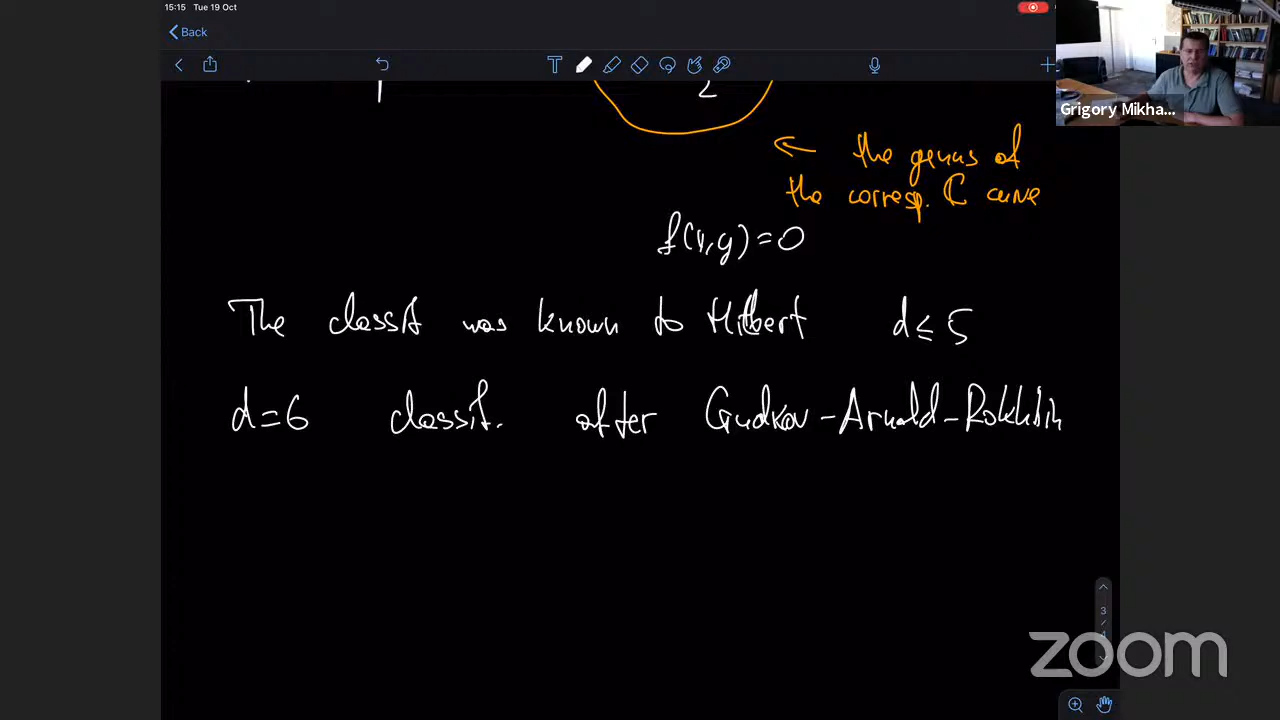 15:15 Tue 19 Oct
Back
Grigory Mikha...
2
← the genus of
the corresp. ℂ curve
f(x,y)=0
The classif was known to Hilbert d ≤ 5
d=6 classif. after Gudkov-Arnold-Rokhlin
3
zoom